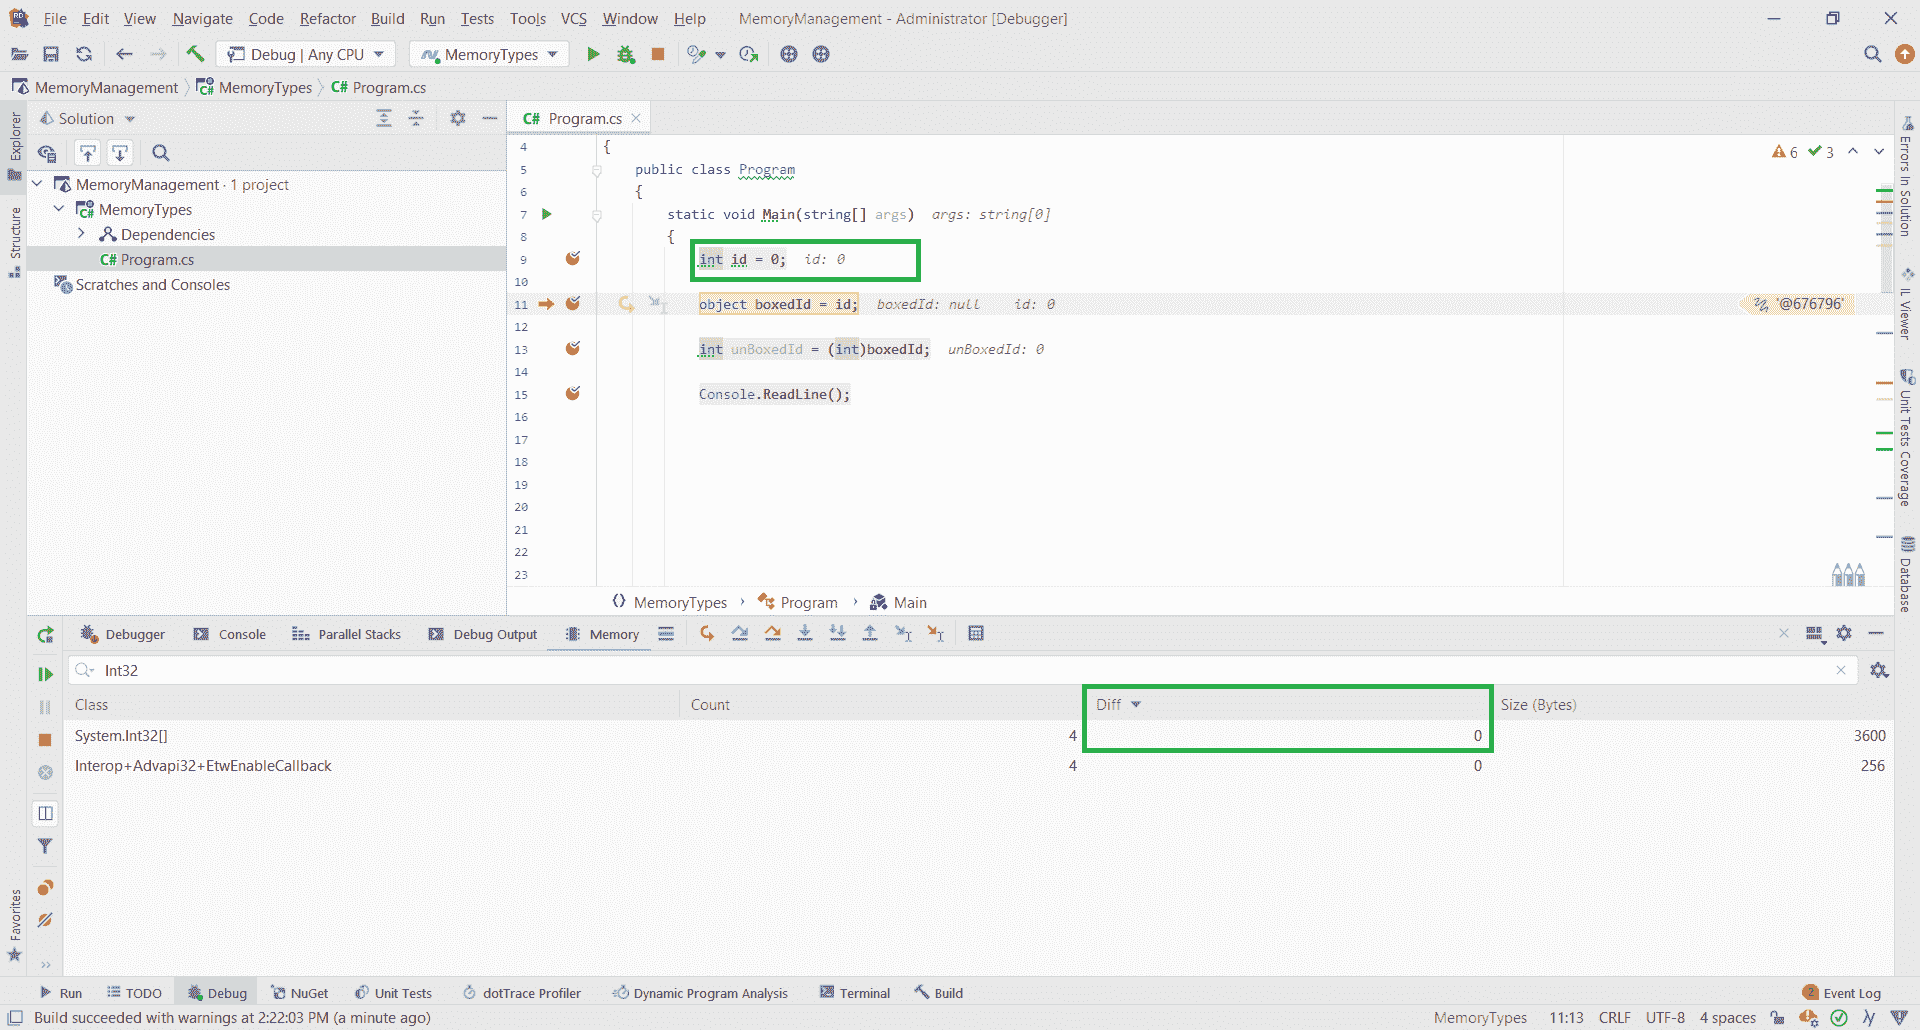 File Edit View Navigate Code Refactor Build Run Tests Tools VCS Window Help MemoryManagement - Administrator [Debugger]
Debug | Any CPU MemoryTypes
MemoryManagement MemoryTypes C# Program.cs
Explorer
Structure
Favorites
Solution
MemoryManagement · 1 project
MemoryTypes
Dependencies
C# Program.cs
Scratches and Consoles
C# Program.cs
4 {
5 public class Program
6 {
7 static void Main(string[] args) args: string[0]
8 {
9 int id = 0; id: 0
10
11 object boxedId = id; boxedId: null id: 0 '@676796'
12
13 int unBoxedId = (int)boxedId; unBoxedId: 0
14
15 Console.ReadLine();
16
17
18
19
20
21
22
23
6 3
MemoryTypes Program Main
Errors In Solution
IL Viewer
Unit Tests Coverage
Database
Debugger Console Parallel Stacks Debug Output Memory
Int32
Class Count Diff Size (Bytes)
System.Int32[] 4 0 3600
Interop+Advapi32+EtwEnableCallback 4 0 256
Run TODO Debug NuGet Unit Tests dotTrace Profiler Dynamic Program Analysis Terminal Build 2 Event Log
Build succeeded with warnings at 2:22:03 PM (a minute ago) MemoryTypes 11:13 CRLF UTF-8 4 spaces